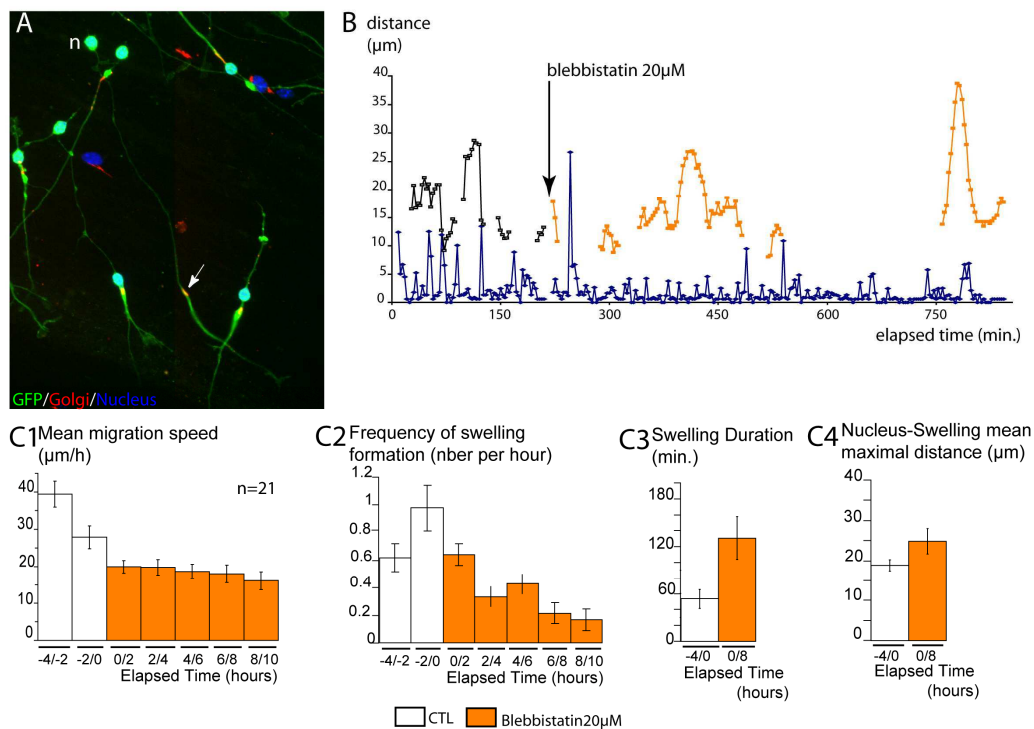 A
n
GFP/Golgi/Nucleus
B
distance
(µm)
blebbistatin 20µM
40
35
30
25
20
15
10
5
0
0
150
300
450
600
750
elapsed time (min.)
C1 Mean migration speed
(µm/h)
n=21
40
30
20
10
0
-4/-2 -2/0 0/2 2/4 4/6 6/8 8/10
Elapsed Time (hours)
C2 Frequency of swelling
formation (nber per hour)
1.2
1
0.8
0.6
0.4
0.2
0
-4/-2 -2/0 0/2 2/4 4/6 6/8 8/10
Elapsed Time (hours)
C3 Swelling Duration
(min.)
180
150
120
90
60
30
0
-4/0 0/8
Elapsed Time
(hours)
C4 Nucleus-Swelling mean
maximal distance (µm)
40
30
20
10
0
-4/0 0/8
Elapsed Time
(hours)
CTL Blebbistatin20µM